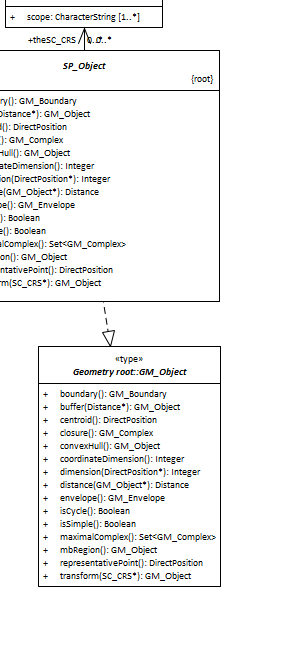 + scope: CharacterString [1..*]
+theSC_CRS
SP_Object
{root}
ry(): GM_Boundary
Distance*): GM_Object
d(): DirectPosition
(): GM_Complex
Hull(): GM_Object
ateDimension(): Integer
ion(DirectPosition*): Integer
e(GM_Object*): Distance
pe(): GM_Envelope
(): Boolean
e(): Boolean
alComplex(): Set<GM_Complex>
on(): GM_Object
ntativePoint(): DirectPosition
rm(SC_CRS*): GM_Object
«type»
Geometry root::GM_Object
+ boundary(): GM_Boundary
+ buffer(Distance*): GM_Object
+ centroid(): DirectPosition
+ closure(): GM_Complex
+ convexHull(): GM_Object
+ coordinateDimension(): Integer
+ dimension(DirectPosition*): Integer
+ distance(GM_Object*): Distance
+ envelope(): GM_Envelope
+ isCycle(): Boolean
+ isSimple(): Boolean
+ maximalComplex(): Set<GM_Complex>
+ mbRegion(): GM_Object
+ representativePoint(): DirectPosition
+ transform(SC_CRS*): GM_Object